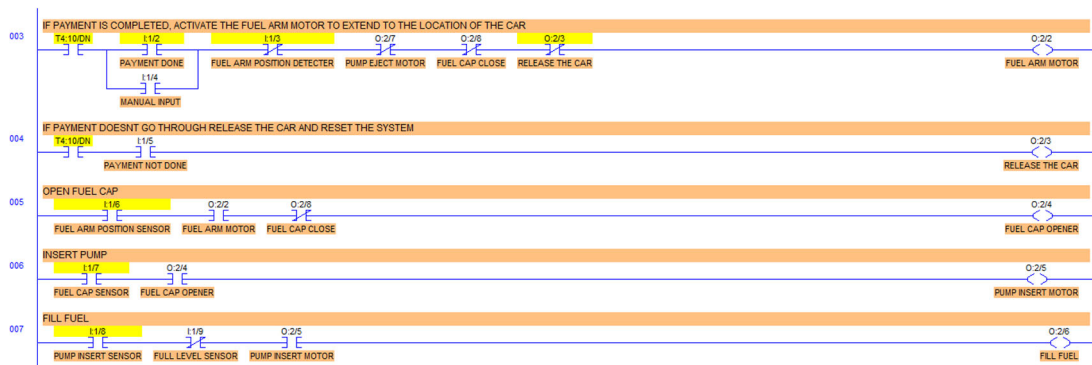 IF PAYMENT IS COMPLETED, ACTIVATE THE FUEL ARM MOTOR TO EXTEND TO THE LOCATION OF THE CAR
003
T4:10/DN I:1/2 I:1/3 O:2/7 O:2/8 O:2/3 O:2/2
PAYMENT DONE FUEL ARM POSITION DETECTER PUMP EJECT MOTOR FUEL CAP CLOSE RELEASE THE CAR FUEL ARM MOTOR
I:1/4
MANUAL INPUT
IF PAYMENT DOESNT GO THROUGH RELEASE THE CAR AND RESET THE SYSTEM
004
T4:10/DN I:1/5 O:2/3
PAYMENT NOT DONE RELEASE THE CAR
OPEN FUEL CAP
005
I:1/6 O:2/2 O:2/8 O:2/4
FUEL ARM POSITION SENSOR FUEL ARM MOTOR FUEL CAP CLOSE FUEL CAP OPENER
INSERT PUMP
006
I:1/7 O:2/4 O:2/5
FUEL CAP SENSOR FUEL CAP OPENER PUMP INSERT MOTOR
FILL FUEL
007
I:1/8 I:1/9 O:2/5 O:2/6
PUMP INSERT SENSOR FULL LEVEL SENSOR PUMP INSERT MOTOR FILL FUEL